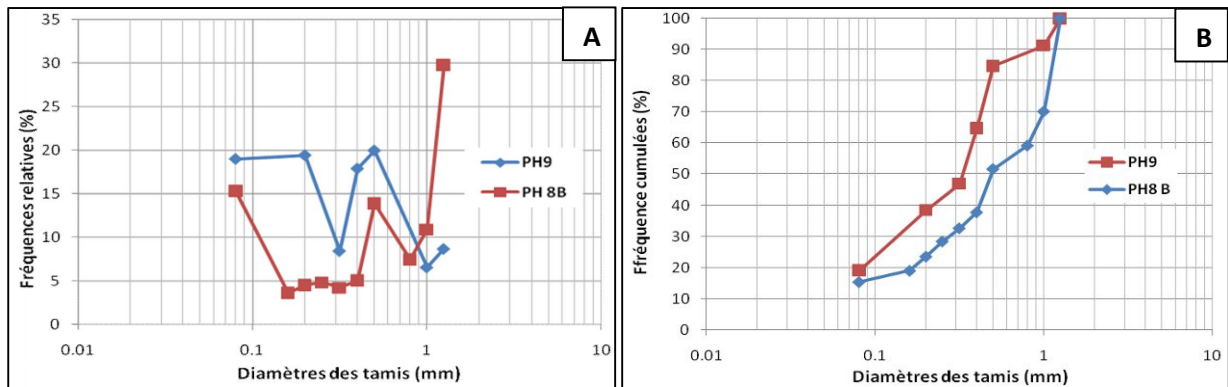 A
35
30
25
20
15
10
5
0
0.01
0.1
1
10
Fréquences relatives (%)
Diamètres des tamis (mm)
PH9
PH 8B
B
100
90
80
70
60
50
40
30
20
10
0
0.01
0.1
1
10
Ffréquence cumulées (%)
Diamètres des tamis (mm)
PH9
PH8 B